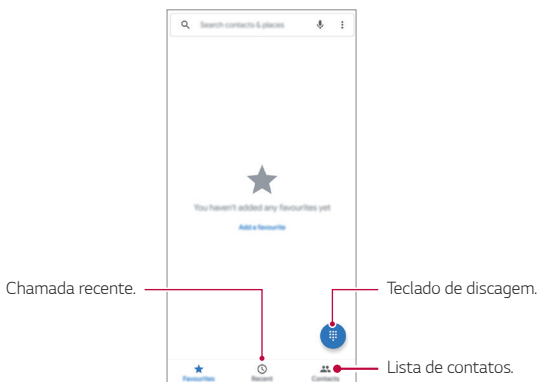 Search contacts & places
You haven't added any favourites yet
Add a favourite
Chamada recente.
Teclado de discagem.
Lista de contatos.
Favourites Recent Contacts